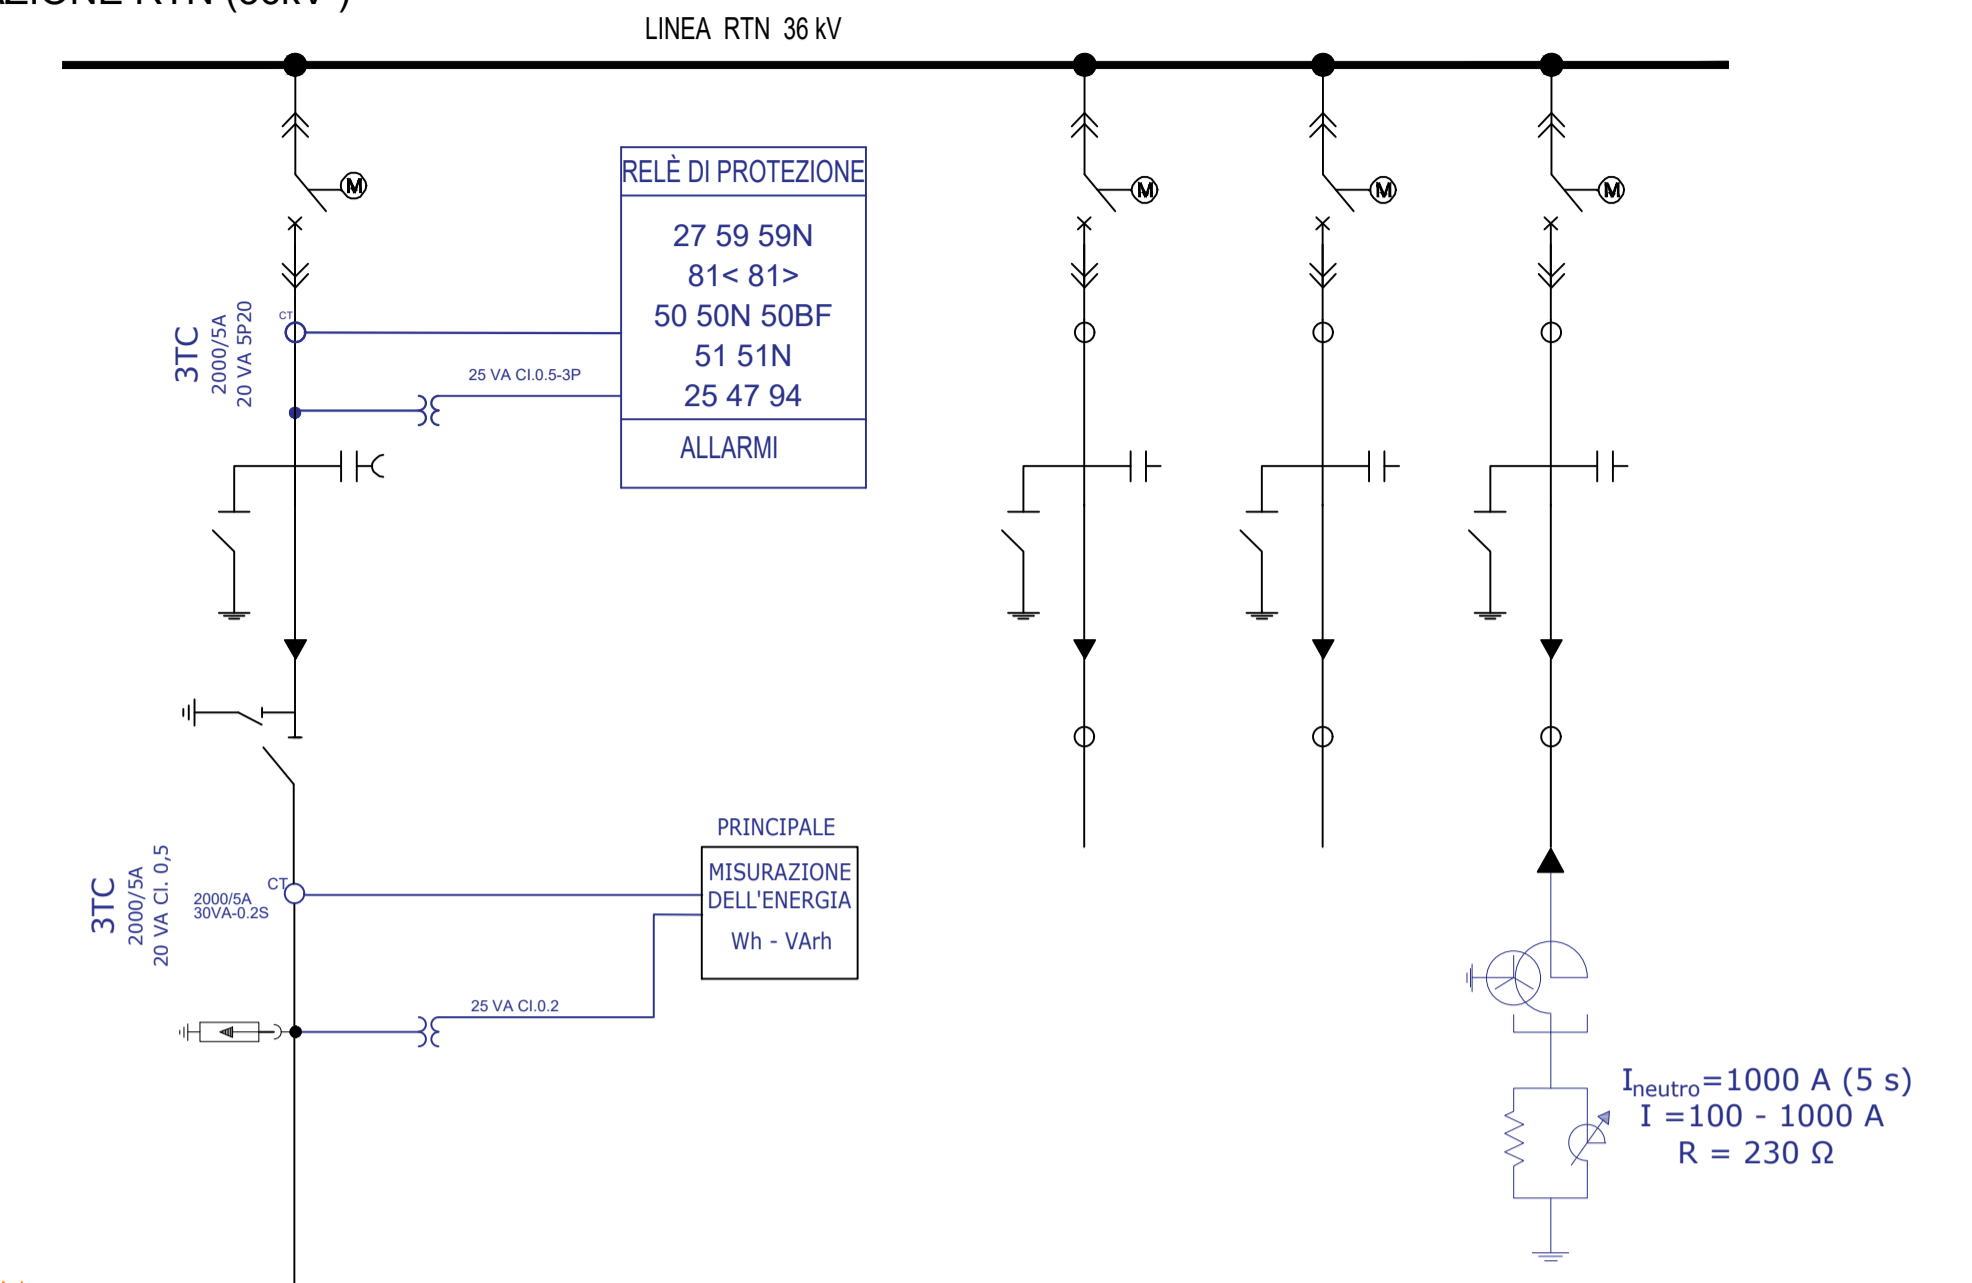 AZIONE RTN (36kV )
LINEA RTN 36 kV
M
M
M
M
RELÈ DI PROTEZIONE
27 59 59N
81< 81>
50 50N 50BF
51 51N
25 47 94
ALLARMI
CT
3TC
2000/5A
20 VA 5P20
25 VA Cl.0.5-3P
PRINCIPALE
MISURAZIONE
DELL'ENERGIA
Wh - VArh
CT
3TC
2000/5A
20 VA Cl. 0,5
2000/5A
30VA-0.2S
25 VA Cl.0.2
Ineutro=1000 A (5 s)
I =100 - 1000 A
R = 230 Ω